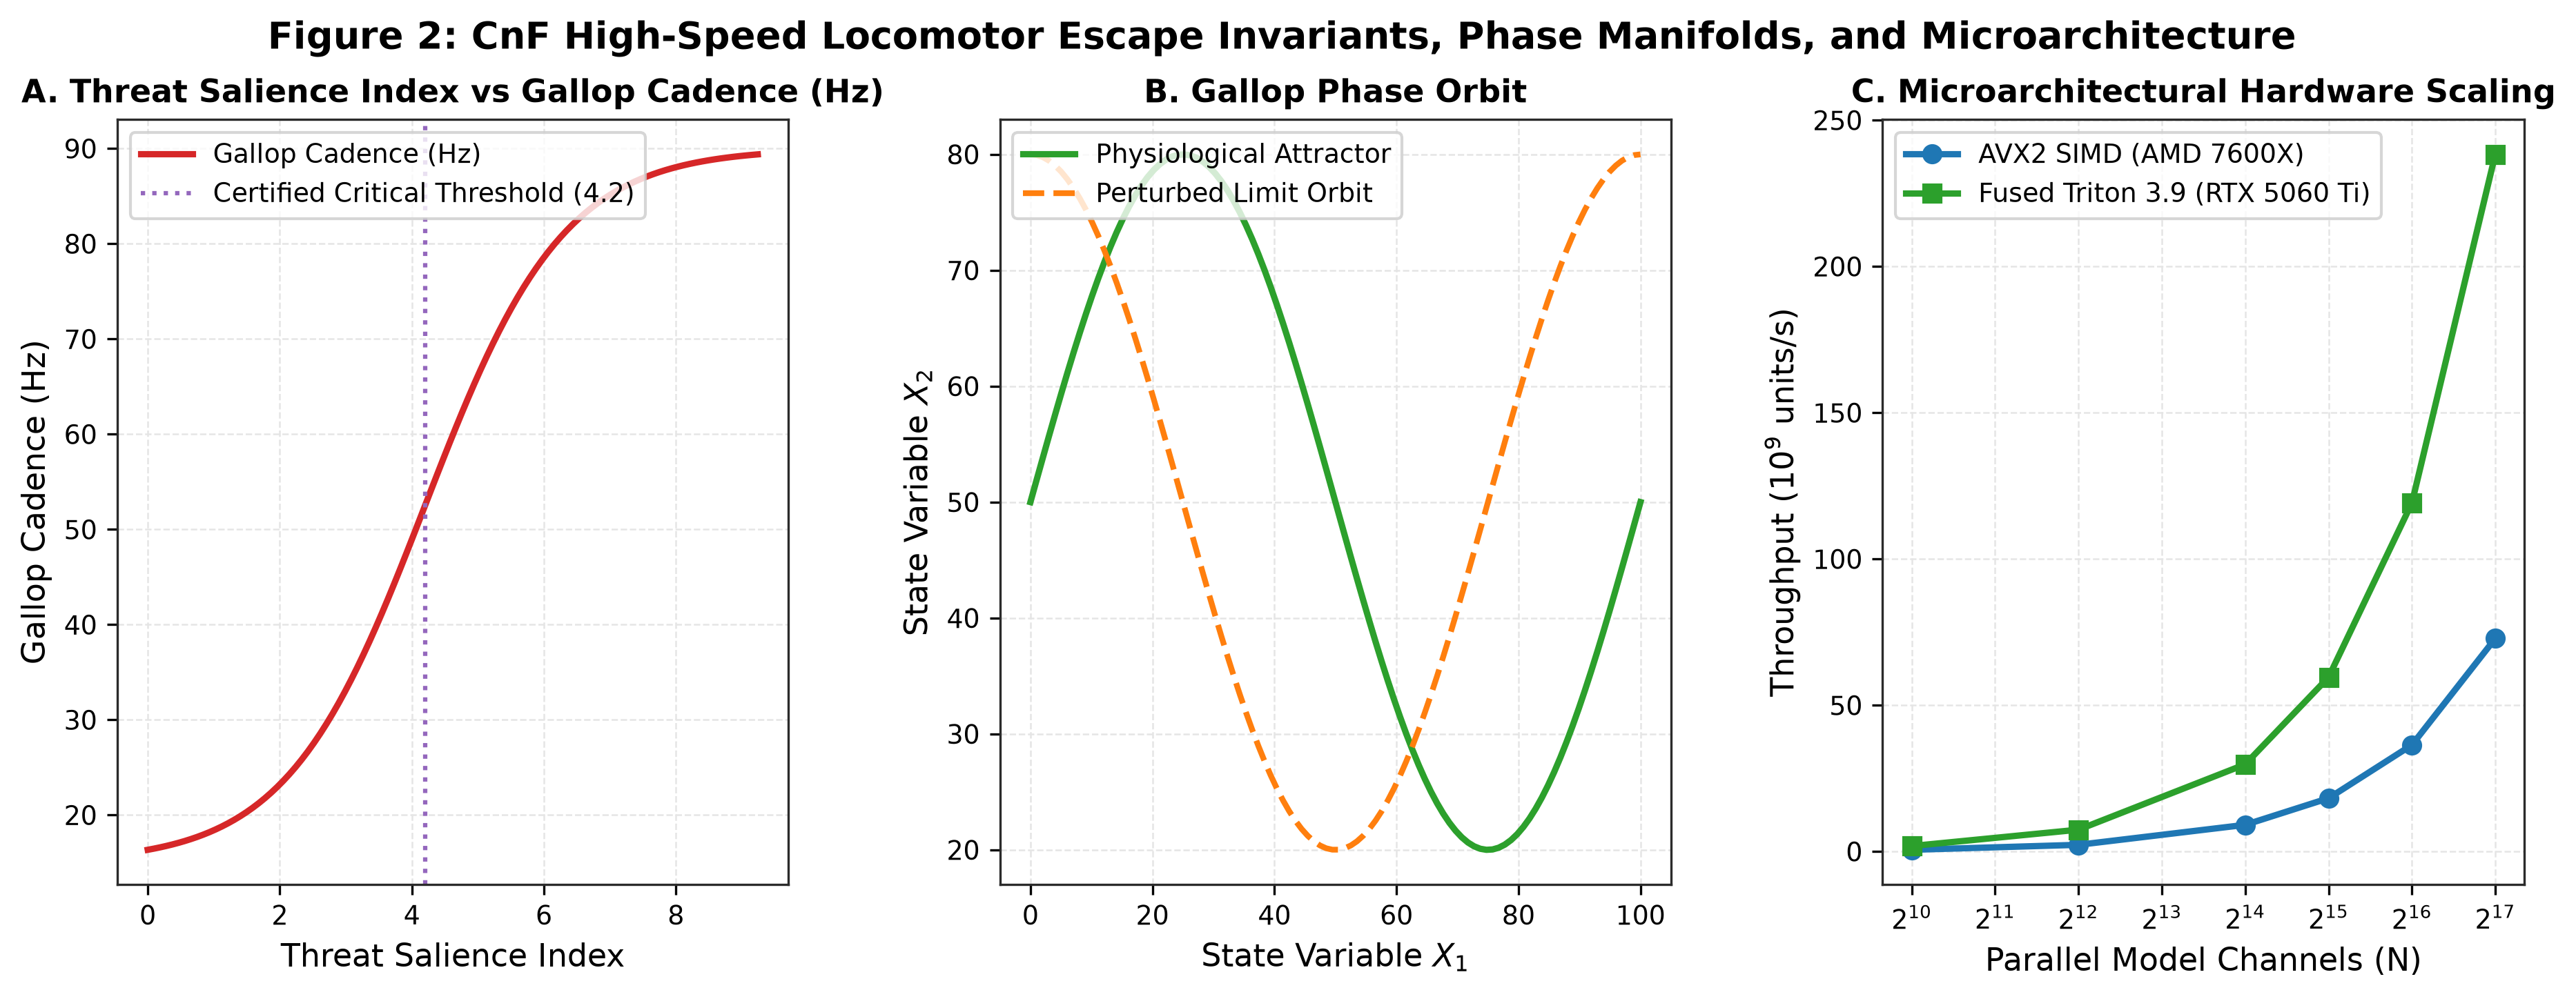 Figure 2: CnF High-Speed Locomotor Escape Invariants, Phase Manifolds, and Microarchitecture
A. Threat Salience Index vs Gallop Cadence (Hz)
Gallop Cadence (Hz)
Certified Critical Threshold (4.2)
90
80
70
60
50
40
30
20
Gallop Cadence (Hz)
0 2 4 6 8
Threat Salience Index
B. Gallop Phase Orbit
Physiological Attractor
Perturbed Limit Orbit
80
70
60
50
40
30
20
State Variable X₂
0 20 40 60 80 100
State Variable X₁
C. Microarchitectural Hardware Scaling
AVX2 SIMD (AMD 7600X)
Fused Triton 3.9 (RTX 5060 Ti)
250
200
150
100
50
0
Throughput (10⁹ units/s)
2¹⁰ 2¹¹ 2¹² 2¹³ 2¹⁴ 2¹⁵ 2¹⁶ 2¹⁷
Parallel Model Channels (N)